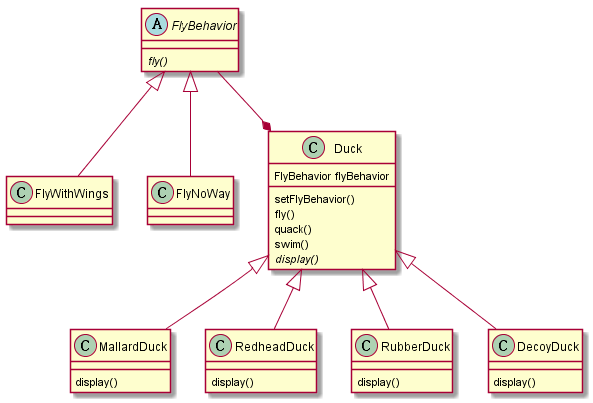 A FlyBehavior
fly()
C FlyWithWings
C FlyNoWay
C Duck
FlyBehavior flyBehavior
setFlyBehavior()
fly()
quack()
swim()
display()
C MallardDuck
display()
C RedheadDuck
display()
C RubberDuck
display()
C DecoyDuck
display()